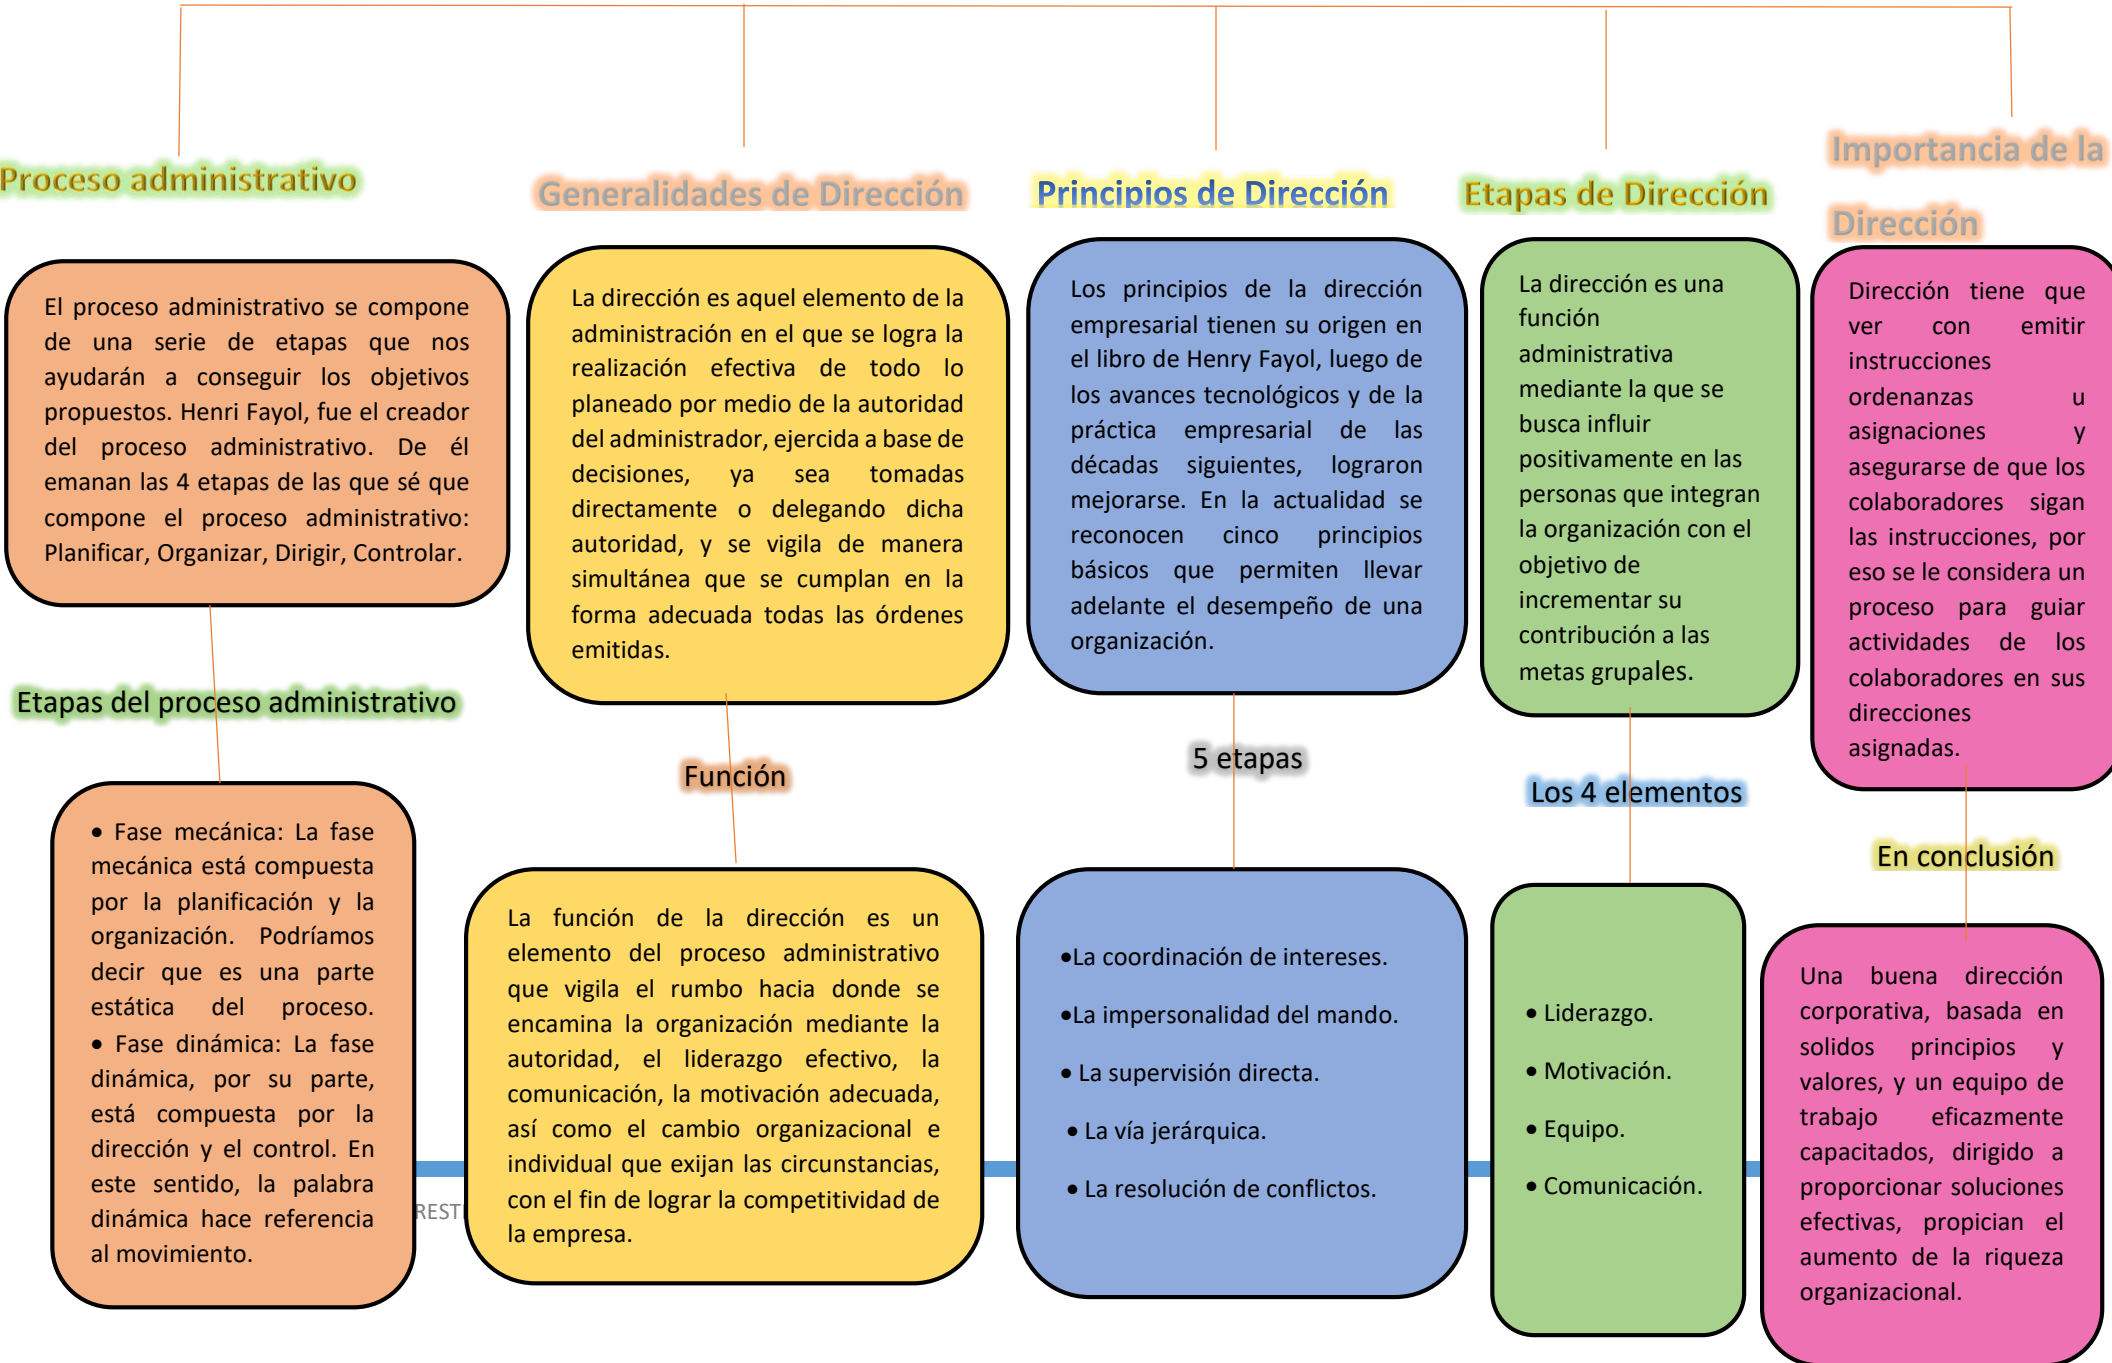 Proceso administrativo
El proceso administrativo se compone
de una serie de etapas que nos
ayudarán a conseguir los objetivos
propuestos. Henri Fayol, fue el creador
del proceso administrativo. De él
emanan las 4 etapas de las que sé que
compone el proceso administrativo:
Planificar, Organizar, Dirigir, Controlar.
Etapas del proceso administrativo
• Fase mecánica: La fase
mecánica está compuesta
por la planificación y la
organización. Podríamos
decir que es una parte
estática del proceso.
• Fase dinámica: La fase
dinámica, por su parte,
está compuesta por la
dirección y el control. En
este sentido, la palabra
dinámica hace referencia
al movimiento.
Generalidades de Dirección
La dirección es aquel elemento de la
administración en el que se logra la
realización efectiva de todo lo
planeado por medio de la autoridad
del administrador, ejercida a base de
decisiones, ya sea tomadas
directamente o delegando dicha
autoridad, y se vigila de manera
simultánea que se cumplan en la
forma adecuada todas las órdenes
emitidas.
Función
La función de la dirección es un
elemento del proceso administrativo
que vigila el rumbo hacia donde se
encamina la organización mediante la
autoridad, el liderazgo efectivo, la
comunicación, la motivación adecuada,
así como el cambio organizacional e
individual que exijan las circunstancias,
con el fin de lograr la competitividad de
la empresa.
Principios de Dirección
Los principios de la dirección
empresarial tienen su origen en
el libro de Henry Fayol, luego de
los avances tecnológicos y de la
práctica empresarial de las
décadas siguientes, lograron
mejorarse. En la actualidad se
reconocen cinco principios
básicos que permiten llevar
adelante el desempeño de una
organización.
5 etapas
•La coordinación de intereses.
•La impersonalidad del mando.
• La supervisión directa.
• La vía jerárquica.
• La resolución de conflictos.
Etapas de Dirección
La dirección es una
función
administrativa
mediante la que se
busca influir
positivamente en las
personas que integran
la organización con el
objetivo de
incrementar su
contribución a las
metas grupales.
Los 4 elementos
• Liderazgo.
• Motivación.
• Equipo.
• Comunicación.
Importancia de la
Dirección
Dirección tiene que
ver con emitir
instrucciones
ordenanzas u
asignaciones y
asegurarse de que los
colaboradores sigan
las instrucciones, por
eso se le considera un
proceso para guiar
actividades de los
colaboradores en sus
direcciones
asignadas.
En conclusión
Una buena dirección
corporativa, basada en
solidos principios y
valores, y un equipo de
trabajo eficazmente
capacitados, dirigido a
proporcionar soluciones
efectivas, propician el
aumento de la riqueza
organizacional.